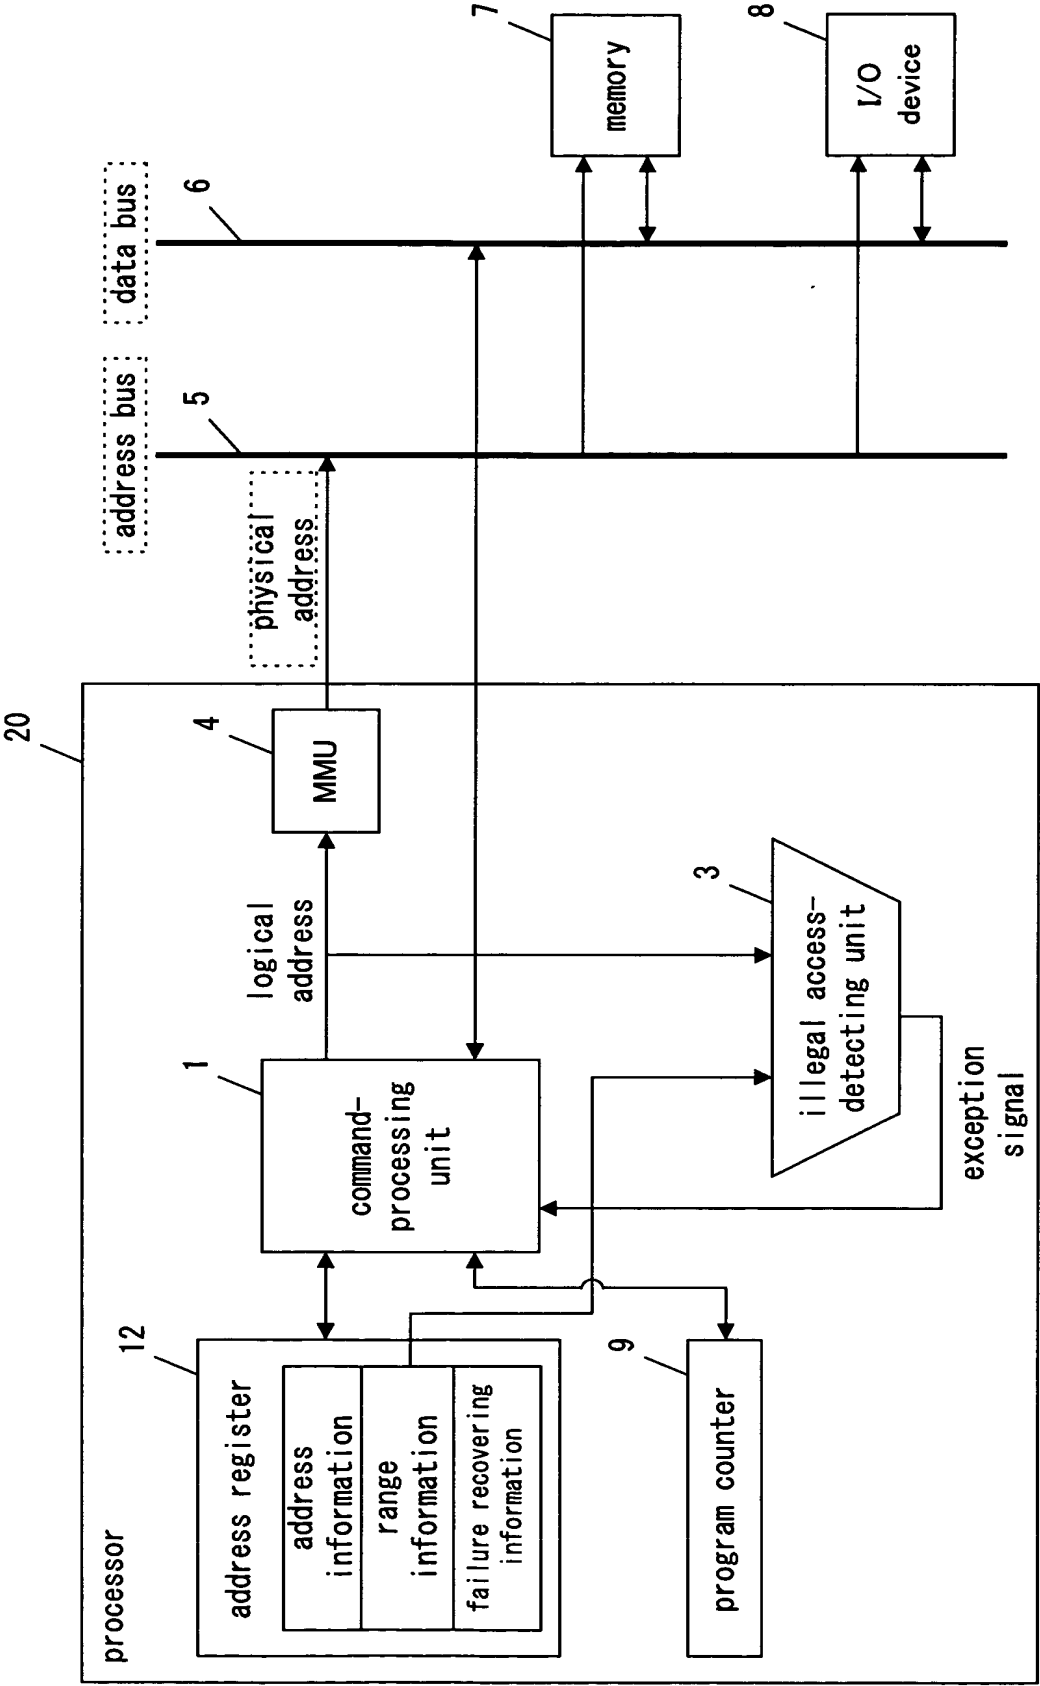 20
processor
12
address register
address
information
range
information
failure recovering
information
9
program counter
1
command-
processing
unit
logical
address
4
MMU
3
illegal access-
detecting unit
exception
signal
physical
address
address bus
5
data bus
6
7
memory
8
I/O
device